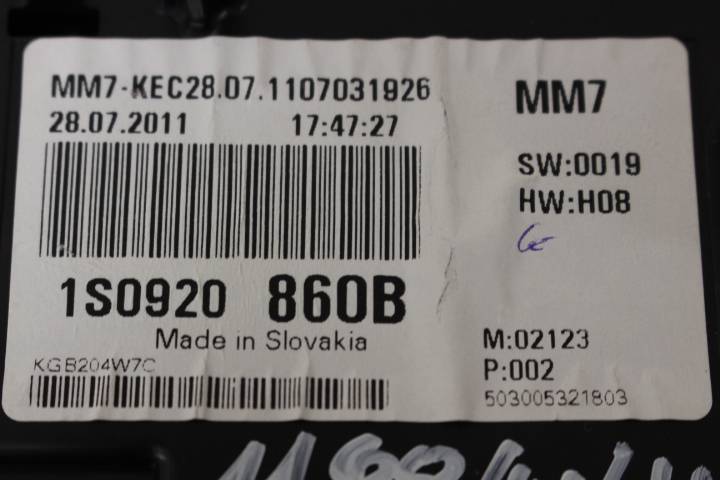 MM7-KEC28.07.1107031926
28.07.2011 17:47:27
1S0920 860B
Made in Slovakia
KGB204W7C
MM7
SW:0019
HW:H08
M:02123
P:002
503005321803